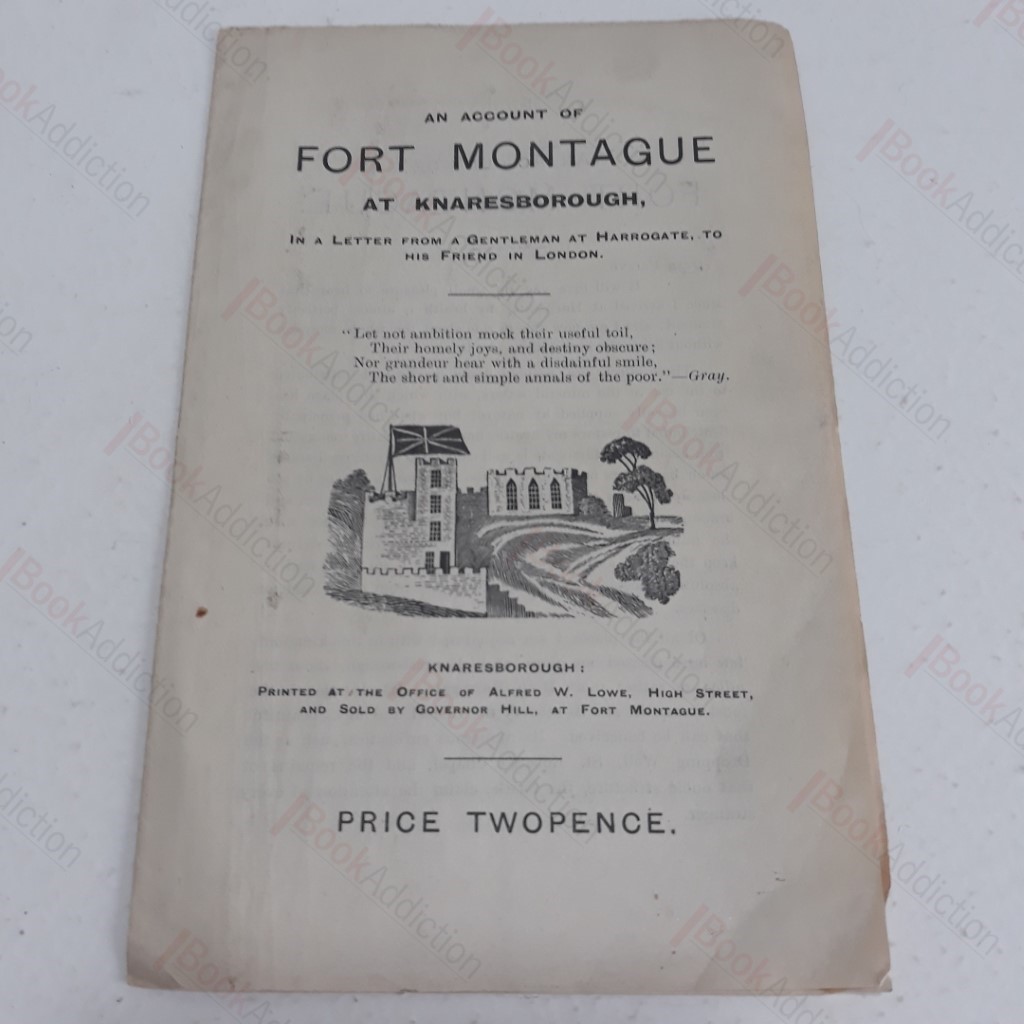 AN ACCOUNT OF
FORT MONTAGUE
AT KNARESBOROUGH,
IN A LETTER FROM A GENTLEMAN AT HARROGATE, TO
HIS FRIEND IN LONDON.
"Let not ambition mock their useful toil,
Their homely joys, and destiny obscure;
Nor grandeur hear with a disdainful smile,
The short and simple annals of the poor."—Gray.
KNARESBOROUGH:
PRINTED AT THE OFFICE OF ALFRED W. LOWE, HIGH STREET,
AND SOLD BY GOVERNOR HILL, AT FORT MONTAGUE.
PRICE TWOPENCE.
BookAddiction